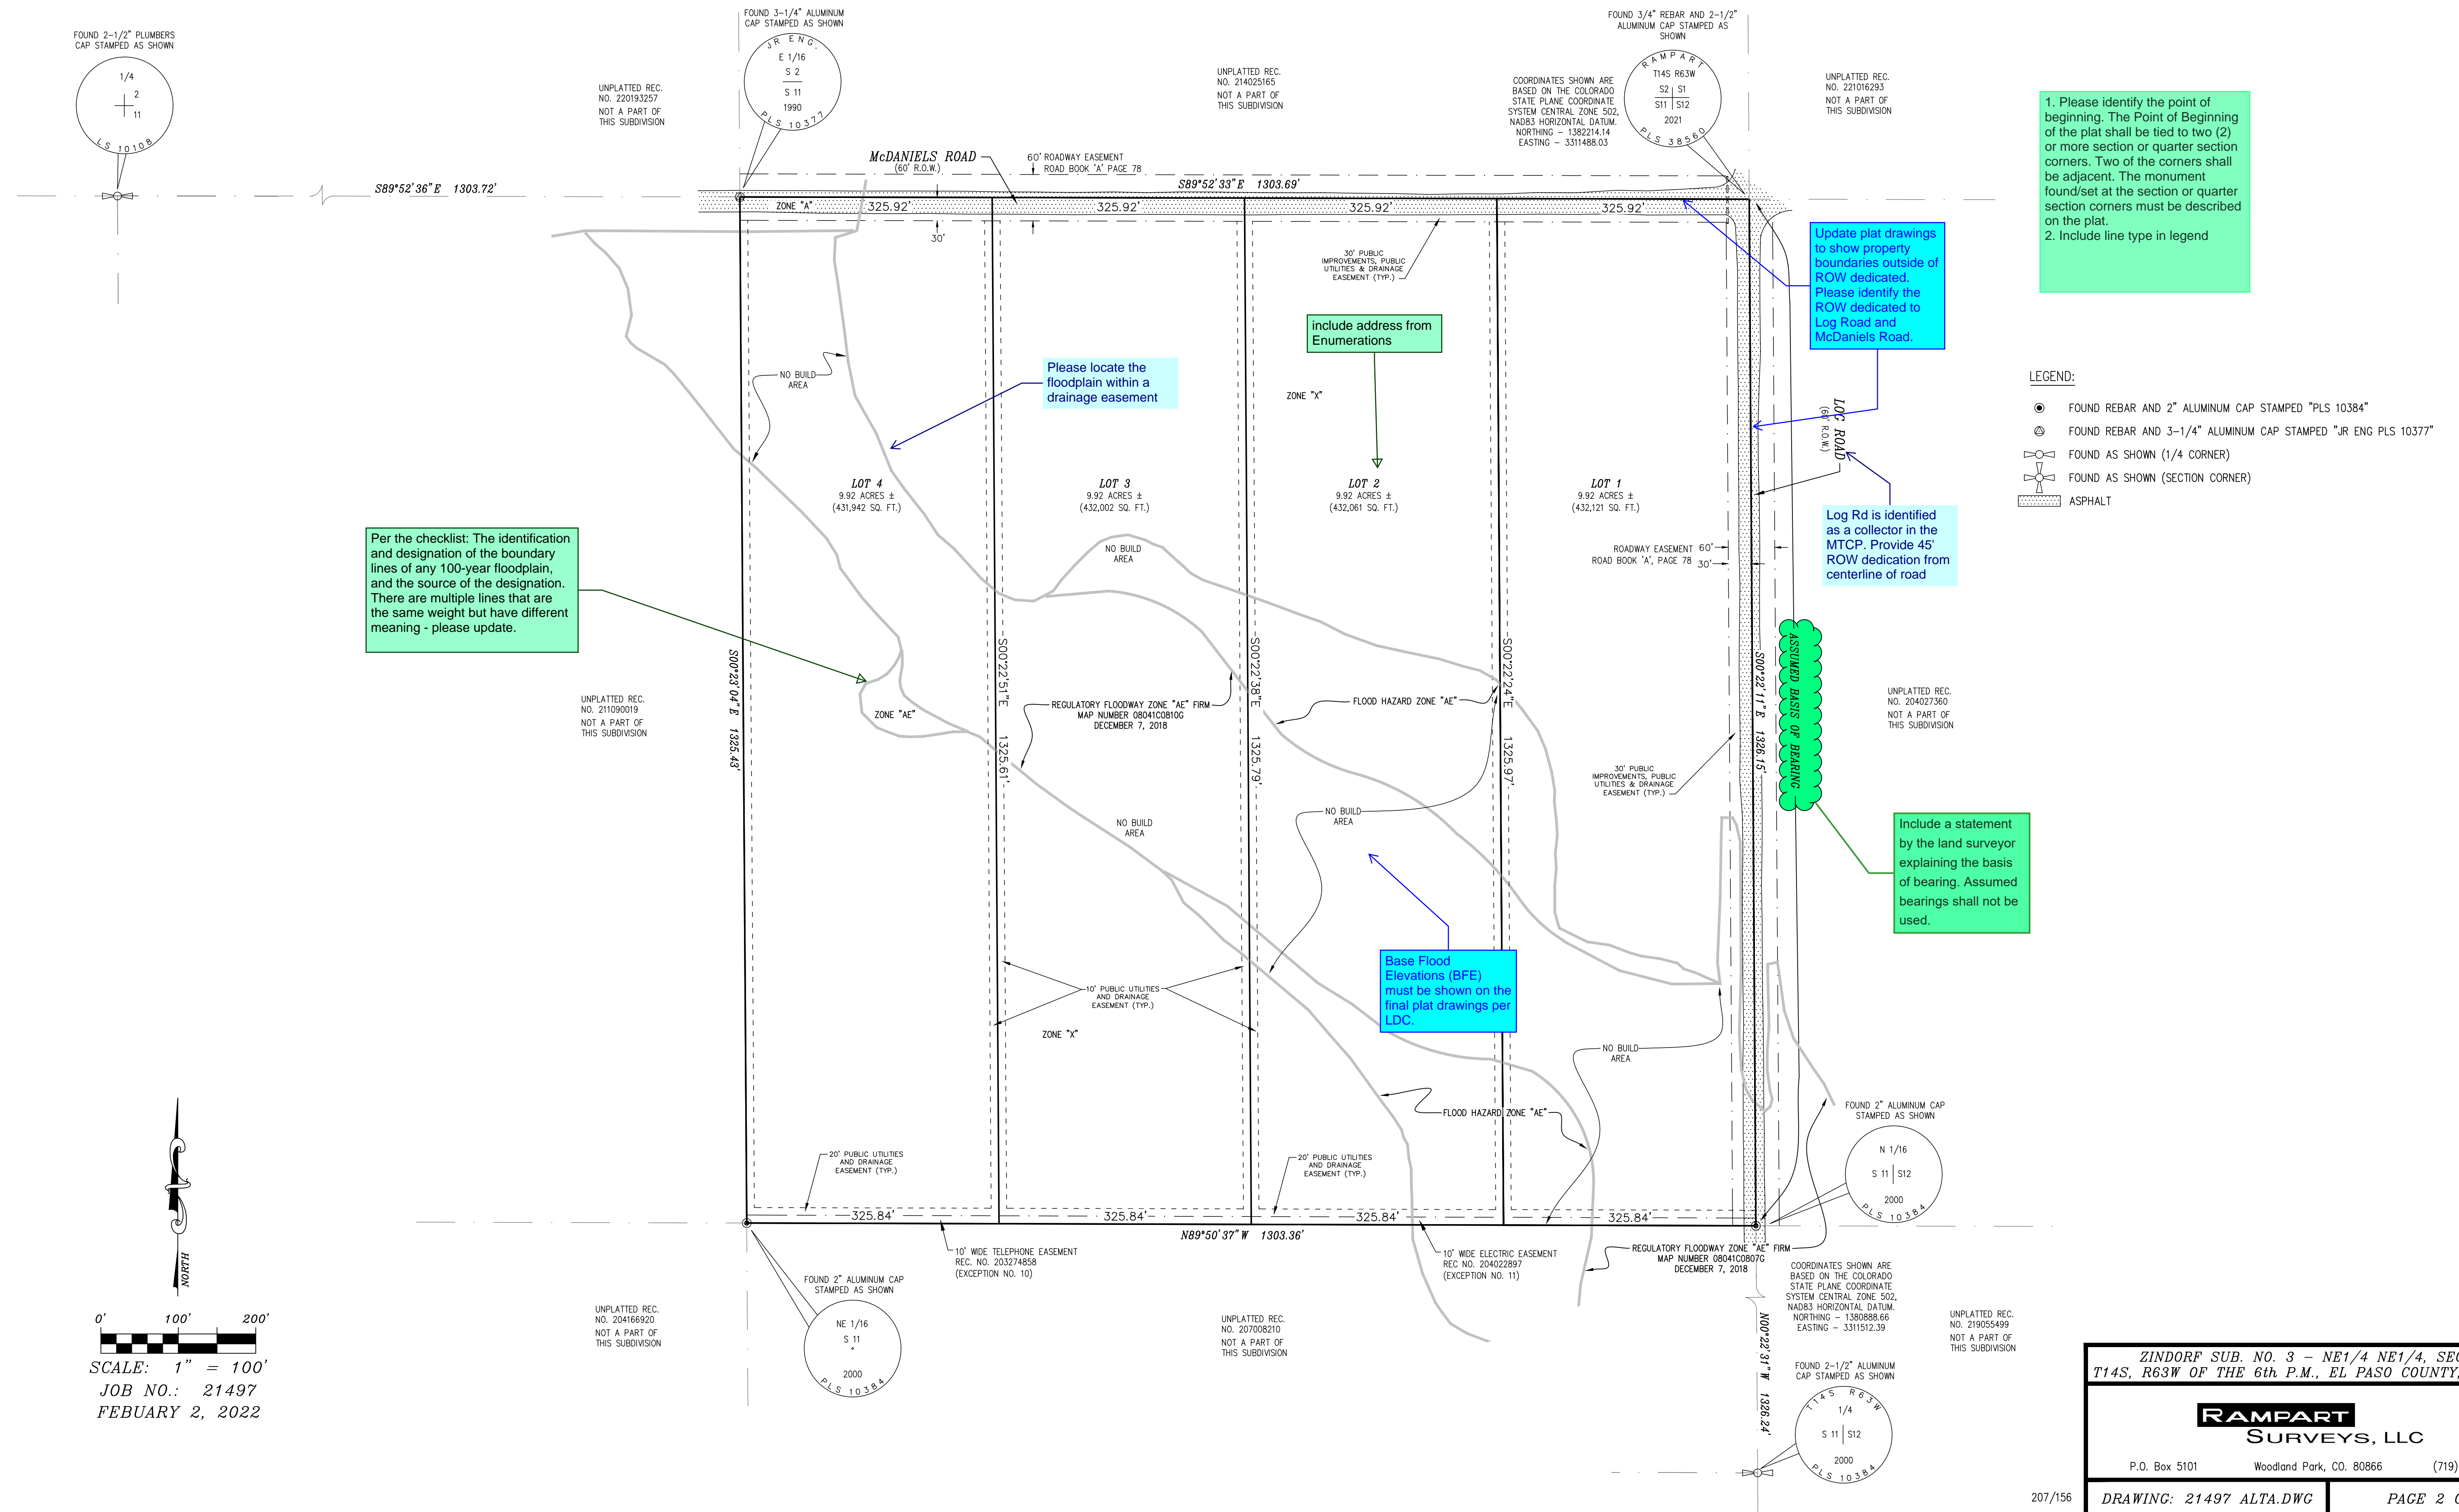 FOUND 2-1/2" PLUMBERS
CAP STAMPED AS SHOWN
1/4
2
11
LS 10108
FOUND 3-1/4" ALUMINUM
CAP STAMPED AS SHOWN
JR ENG.
E 1/16
S 2
S 11
1990
PLS 10377
UNPLATTED REC.
NO. 220193257
NOT A PART OF
THIS SUBDIVISION
UNPLATTED REC.
NO. 214025165
NOT A PART OF
THIS SUBDIVISION
FOUND 3/4" REBAR AND 2-1/2"
ALUMINUM CAP STAMPED AS
SHOWN
RAMPART
T14S R63W
S2 S1
S11 S12
2021
PLS 38560
COORDINATES SHOWN ARE
BASED ON THE COLORADO
STATE PLANE COORDINATE
SYSTEM CENTRAL ZONE 502,
NAD83 HORIZONTAL DATUM.
NORTHING - 1382214.14
EASTING - 3311488.03
UNPLATTED REC.
NO. 221016293
NOT A PART OF
THIS SUBDIVISION
1. Please identify the point of
beginning. The Point of Beginning
of the plat shall be tied to two (2)
or more section or quarter section
corners. Two of the corners shall
be adjacent. The monument
found/set at the section or quarter
section corners must be described
on the plat.
2. Include line type in legend
McDANIELS ROAD
(60' R.O.W.)
60' ROADWAY EASEMENT
ROAD BOOK 'A' PAGE 78
S89°52'36"E 1303.72'
S89°52'33"E 1303.69'
ZONE "A"
325.92'
325.92'
325.92'
325.92'
30'
30' PUBLIC
IMPROVEMENTS, PUBLIC
UTILITIES & DRAINAGE
EASEMENT (TYP.)
Update plat drawings
to show property
boundaries outside of
ROW dedicated.
Please identify the
ROW dedicated to
Log Road and
McDaniels Road.
include address from
Enumerations
Please locate the
floodplain within a
drainage easement
NO BUILD
AREA
ZONE "X"
LOG ROAD
(60' R.O.W.)
LEGEND:
FOUND REBAR AND 2" ALUMINUM CAP STAMPED "PLS 10384"
FOUND REBAR AND 3-1/4" ALUMINUM CAP STAMPED "JR ENG PLS 10377"
FOUND AS SHOWN (1/4 CORNER)
FOUND AS SHOWN (SECTION CORNER)
ASPHALT
LOT 4
9.92 ACRES ±
(431,942 SQ. FT.)
LOT 3
9.92 ACRES ±
(432,002 SQ. FT.)
LOT 2
9.92 ACRES ±
(432,061 SQ. FT.)
LOT 1
9.92 ACRES ±
(432,121 SQ. FT.)
Log Rd is identified
as a collector in the
MTCP. Provide 45'
ROW dedication from
centerline of road
Per the checklist: The identification
and designation of the boundary
lines of any 100-year floodplain,
and the source of the designation.
There are multiple lines that are
the same weight but have different
meaning - please update.
NO BUILD
AREA
ROADWAY EASEMENT 60'
ROAD BOOK 'A', PAGE 78 30'
S00°23'04"E 1325.43'
S00°22'51"E 1325.61'
S00°22'38"E 1325.79'
S00°22'24"E 1325.97'
S00°22'11"E 1326.15'
ASSUMED BASIS OF BEARING
UNPLATTED REC.
NO. 211090019
NOT A PART OF
THIS SUBDIVISION
ZONE "AE"
REGULATORY FLOODWAY ZONE "AE" FIRM
MAP NUMBER 08041C0810G
DECEMBER 7, 2018
FLOOD HAZARD ZONE "AE"
UNPLATTED REC.
NO. 204027360
NOT A PART OF
THIS SUBDIVISION
30' PUBLIC
IMPROVEMENTS, PUBLIC
UTILITIES & DRAINAGE
EASEMENT (TYP.)
NO BUILD
AREA
NO BUILD
AREA
Include a statement
by the land surveyor
explaining the basis
of bearing. Assumed
bearings shall not be
used.
Base Flood
Elevations (BFE)
must be shown on the
final plat drawings per
LDC.
10' PUBLIC UTILITIES
AND DRAINAGE
EASEMENT (TYP.)
ZONE "X"
NO BUILD
AREA
FLOOD HAZARD ZONE "AE"
FOUND 2" ALUMINUM CAP
STAMPED AS SHOWN
N 1/16
S 11 S12
2000
PLS 10384
20' PUBLIC UTILITIES
AND DRAINAGE
EASEMENT (TYP.)
20' PUBLIC UTILITIES
AND DRAINAGE
EASEMENT (TYP.)
325.84'
325.84'
325.84'
325.84'
N89°50'37"W 1303.36'
10' WIDE TELEPHONE EASEMENT
REC. NO. 203274858
(EXCEPTION NO. 10)
10' WIDE ELECTRIC EASEMENT
REC NO. 204022897
(EXCEPTION NO. 11)
REGULATORY FLOODWAY ZONE "AE" FIRM
MAP NUMBER 08041C0807G
DECEMBER 7, 2018
COORDINATES SHOWN ARE
BASED ON THE COLORADO
STATE PLANE COORDINATE
SYSTEM CENTRAL ZONE 502,
NAD83 HORIZONTAL DATUM.
NORTHING - 1380888.66
EASTING - 3311512.39
FOUND 2" ALUMINUM CAP
STAMPED AS SHOWN
NE 1/16
S 11
2000
PLS 10384
UNPLATTED REC.
NO. 204166920
NOT A PART OF
THIS SUBDIVISION
UNPLATTED REC.
NO. 207008210
NOT A PART OF
THIS SUBDIVISION
N00°22'31"W 1326.24'
UNPLATTED REC.
NO. 219055499
NOT A PART OF
THIS SUBDIVISION
FOUND 2-1/2" ALUMINUM
CAP STAMPED AS SHOWN
T14S R63W
1/4
S 11 S12
2000
PLS 10384
NORTH
0' 100' 200'
SCALE: 1" = 100'
JOB NO.: 21497
FEBUARY 2, 2022
ZINDORF SUB. NO. 3 - NE1/4 NE1/4,
T14S, R63W OF THE 6th P.M., EL PASO COUNTY,
RAMPART
SURVEYS, LLC
P.O. Box 5101 Woodland Park, CO. 80866 (719)
207/156
DRAWING: 21497 ALTA.DWG
PAGE 2